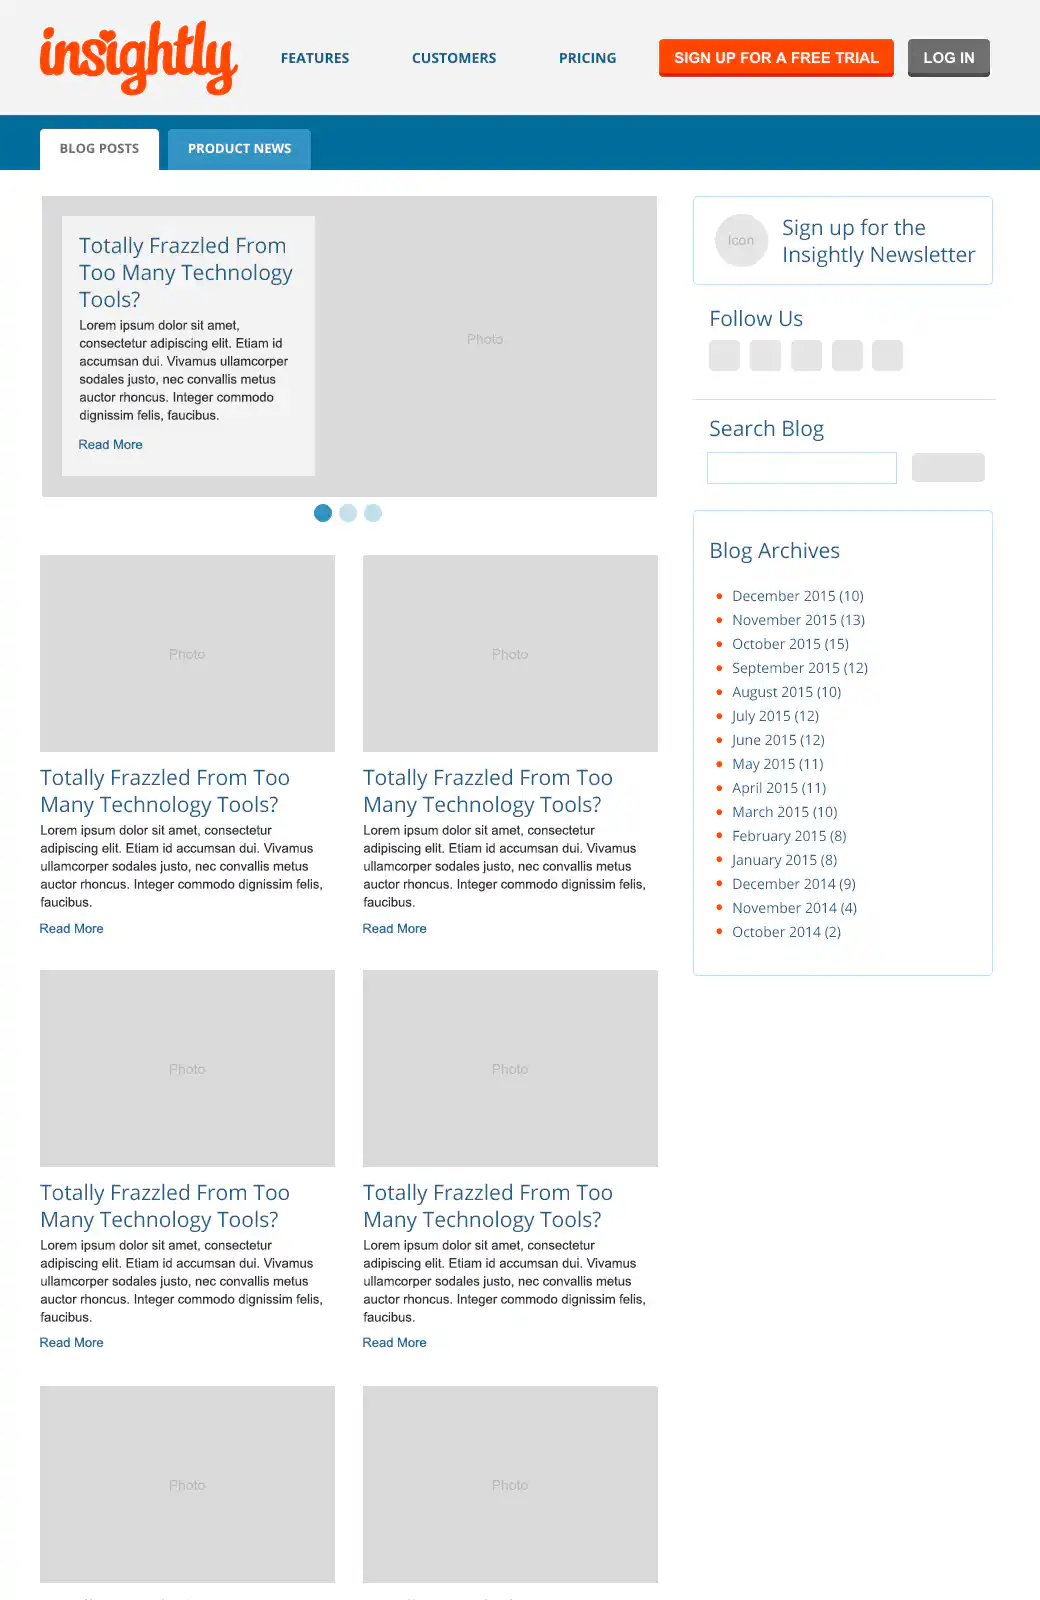 insightly
FEATURES
CUSTOMERS
PRICING
SIGN UP FOR A FREE TRIAL
LOG IN
BLOG POSTS
PRODUCT NEWS
Totally Frazzled From
Too Many Technology
Tools?
Lorem ipsum dolor sit amet,
consectetur adipiscing elit. Etiam id
accumsan dui. Vivamus ullamcorper
sodales justo, nec convallis metus
auctor rhoncus. Integer commodo
dignissim felis, faucibus.
Read More
Photo
Icon
Sign up for the
Insightly Newsletter
Follow Us
Search Blog
Blog Archives
December 2015 (10)
November 2015 (13)
October 2015 (15)
September 2015 (12)
August 2015 (10)
July 2015 (12)
June 2015 (12)
May 2015 (11)
April 2015 (11)
March 2015 (10)
February 2015 (8)
January 2015 (8)
December 2014 (9)
November 2014 (4)
October 2014 (2)
Photo
Totally Frazzled From Too
Many Technology Tools?
Lorem ipsum dolor sit amet, consectetur
adipiscing elit. Etiam id accumsan dui. Vivamus
ullamcorper sodales justo, nec convallis metus
auctor rhoncus. Integer commodo dignissim felis,
faucibus.
Read More
Photo
Totally Frazzled From Too
Many Technology Tools?
Lorem ipsum dolor sit amet, consectetur
adipiscing elit. Etiam id accumsan dui. Vivamus
ullamcorper sodales justo, nec convallis metus
auctor rhoncus. Integer commodo dignissim felis,
faucibus.
Read More
Photo
Totally Frazzled From Too
Many Technology Tools?
Lorem ipsum dolor sit amet, consectetur
adipiscing elit. Etiam id accumsan dui. Vivamus
ullamcorper sodales justo, nec convallis metus
auctor rhoncus. Integer commodo dignissim felis,
faucibus.
Read More
Photo
Totally Frazzled From Too
Many Technology Tools?
Lorem ipsum dolor sit amet, consectetur
adipiscing elit. Etiam id accumsan dui. Vivamus
ullamcorper sodales justo, nec convallis metus
auctor rhoncus. Integer commodo dignissim felis,
faucibus.
Read More
Photo
Photo